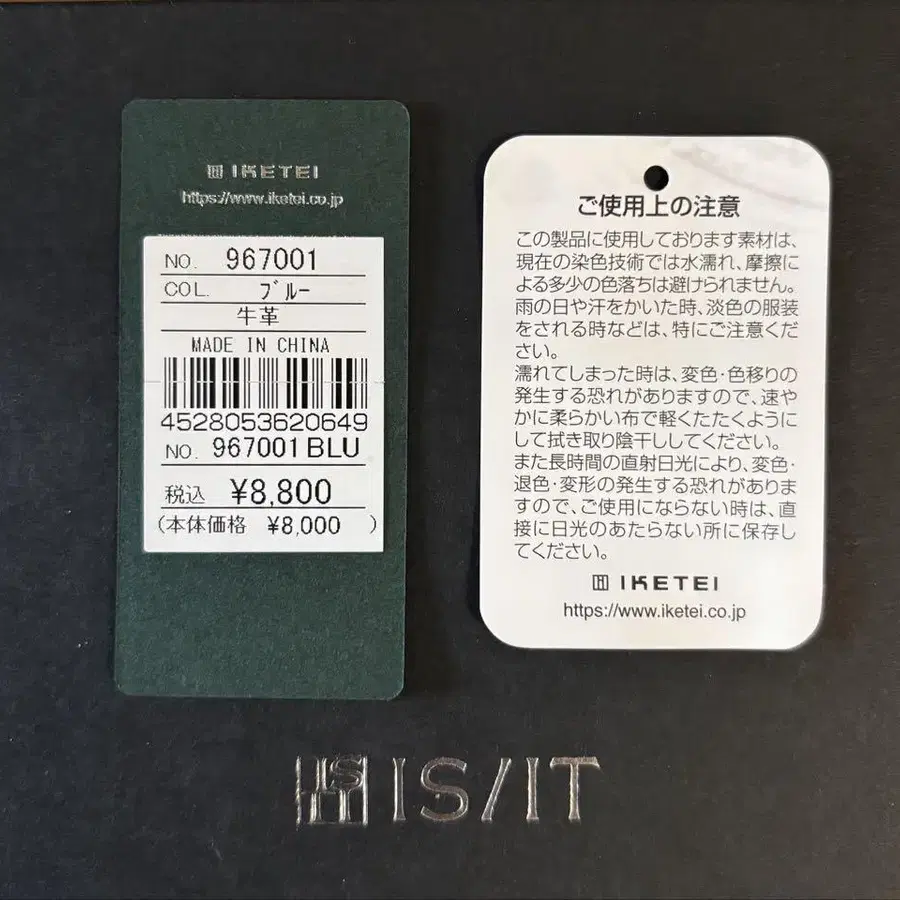 IKETEI
https://www.iketei.co.jp
NO. 967001
COL. ブルー
牛革
MADE IN CHINA
4528053620649
NO. 967001BLU
税込 ¥8,800
(本体価格 ¥8,000 )
ご使用上の注意
この製品に使用しております素材は、
現在の染色技術では水濡れ、摩擦に
よる多少の色落ちは避けられません。
雨の日や汗をかいた時、淡色の服装
をされる時などは、特にご注意くだ
さい。
濡れてしまった時は、変色・色移りの
発生する恐れがありますので、速や
かに柔らかい布で軽くたたくように
して拭き取り陰干ししてください。
また長時間の直射日光により、変色・
退色・変形の発生する恐れがありま
すので、ご使用にならない時は、直
接に日光のあたらない所に保存し
てください。
IKETEI
https://www.iketei.co.jp
IS/IT